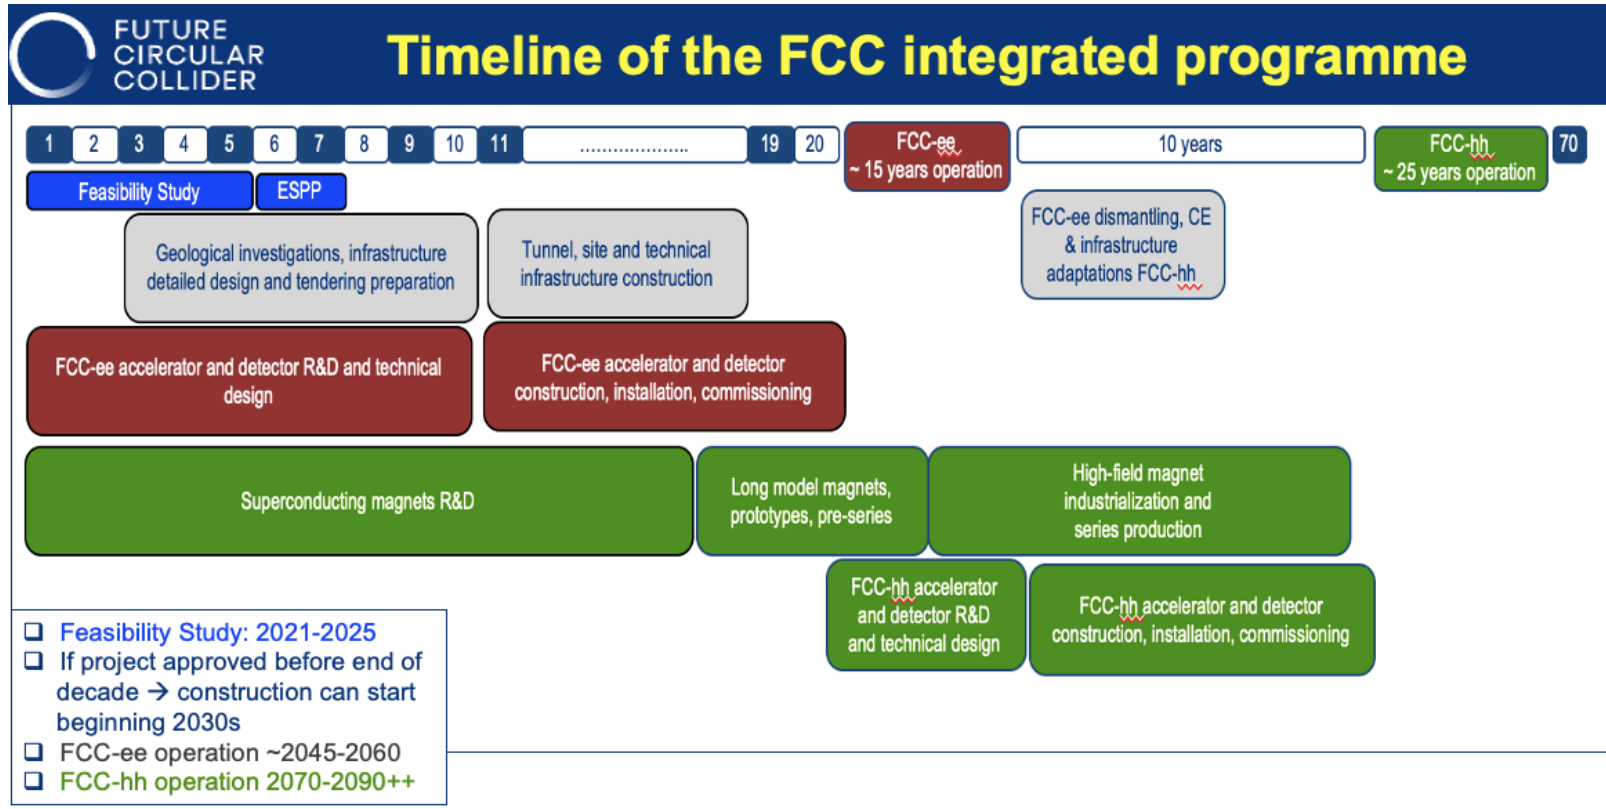 FUTURE
CIRCULAR
COLLIDER
Timeline of the FCC integrated programme
1 2 3 4 5 6 7 8 9 10 11 ................... 19 20
FCC-ee
~ 15 years operation
10 years
FCC-hh
~ 25 years operation
70
Feasibility Study
ESPP
Geological investigations, infrastructure
detailed design and tendering preparation
Tunnel, site and technical
infrastructure construction
FCC-ee dismantling, CE
& infrastructure
adaptations FCC-hh
FCC-ee accelerator and detector R&D and technical
design
FCC-ee accelerator and detector
construction, installation, commissioning
Superconducting magnets R&D
Long model magnets,
prototypes, pre-series
High-field magnet
industrialization and
series production
FCC-hh accelerator
and detector R&D
and technical design
FCC-hh accelerator and detector
construction, installation, commissioning
❑ Feasibility Study: 2021-2025
❑ If project approved before end of
decade → construction can start
beginning 2030s
❑ FCC-ee operation ~2045-2060
❑ FCC-hh operation 2070-2090++